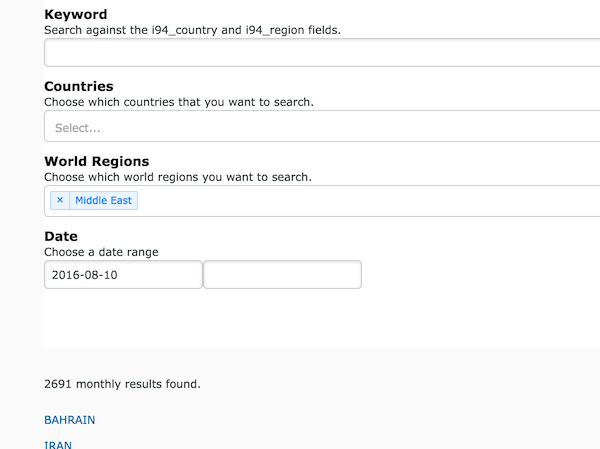 Keyword
Search against the i94_country and i94_region fields.
Countries
Choose which countries that you want to search.
Select...
World Regions
Choose which world regions you want to search.
× Middle East
Date
Choose a date range
2016-08-10
2691 monthly results found.
BAHRAIN
IRAN